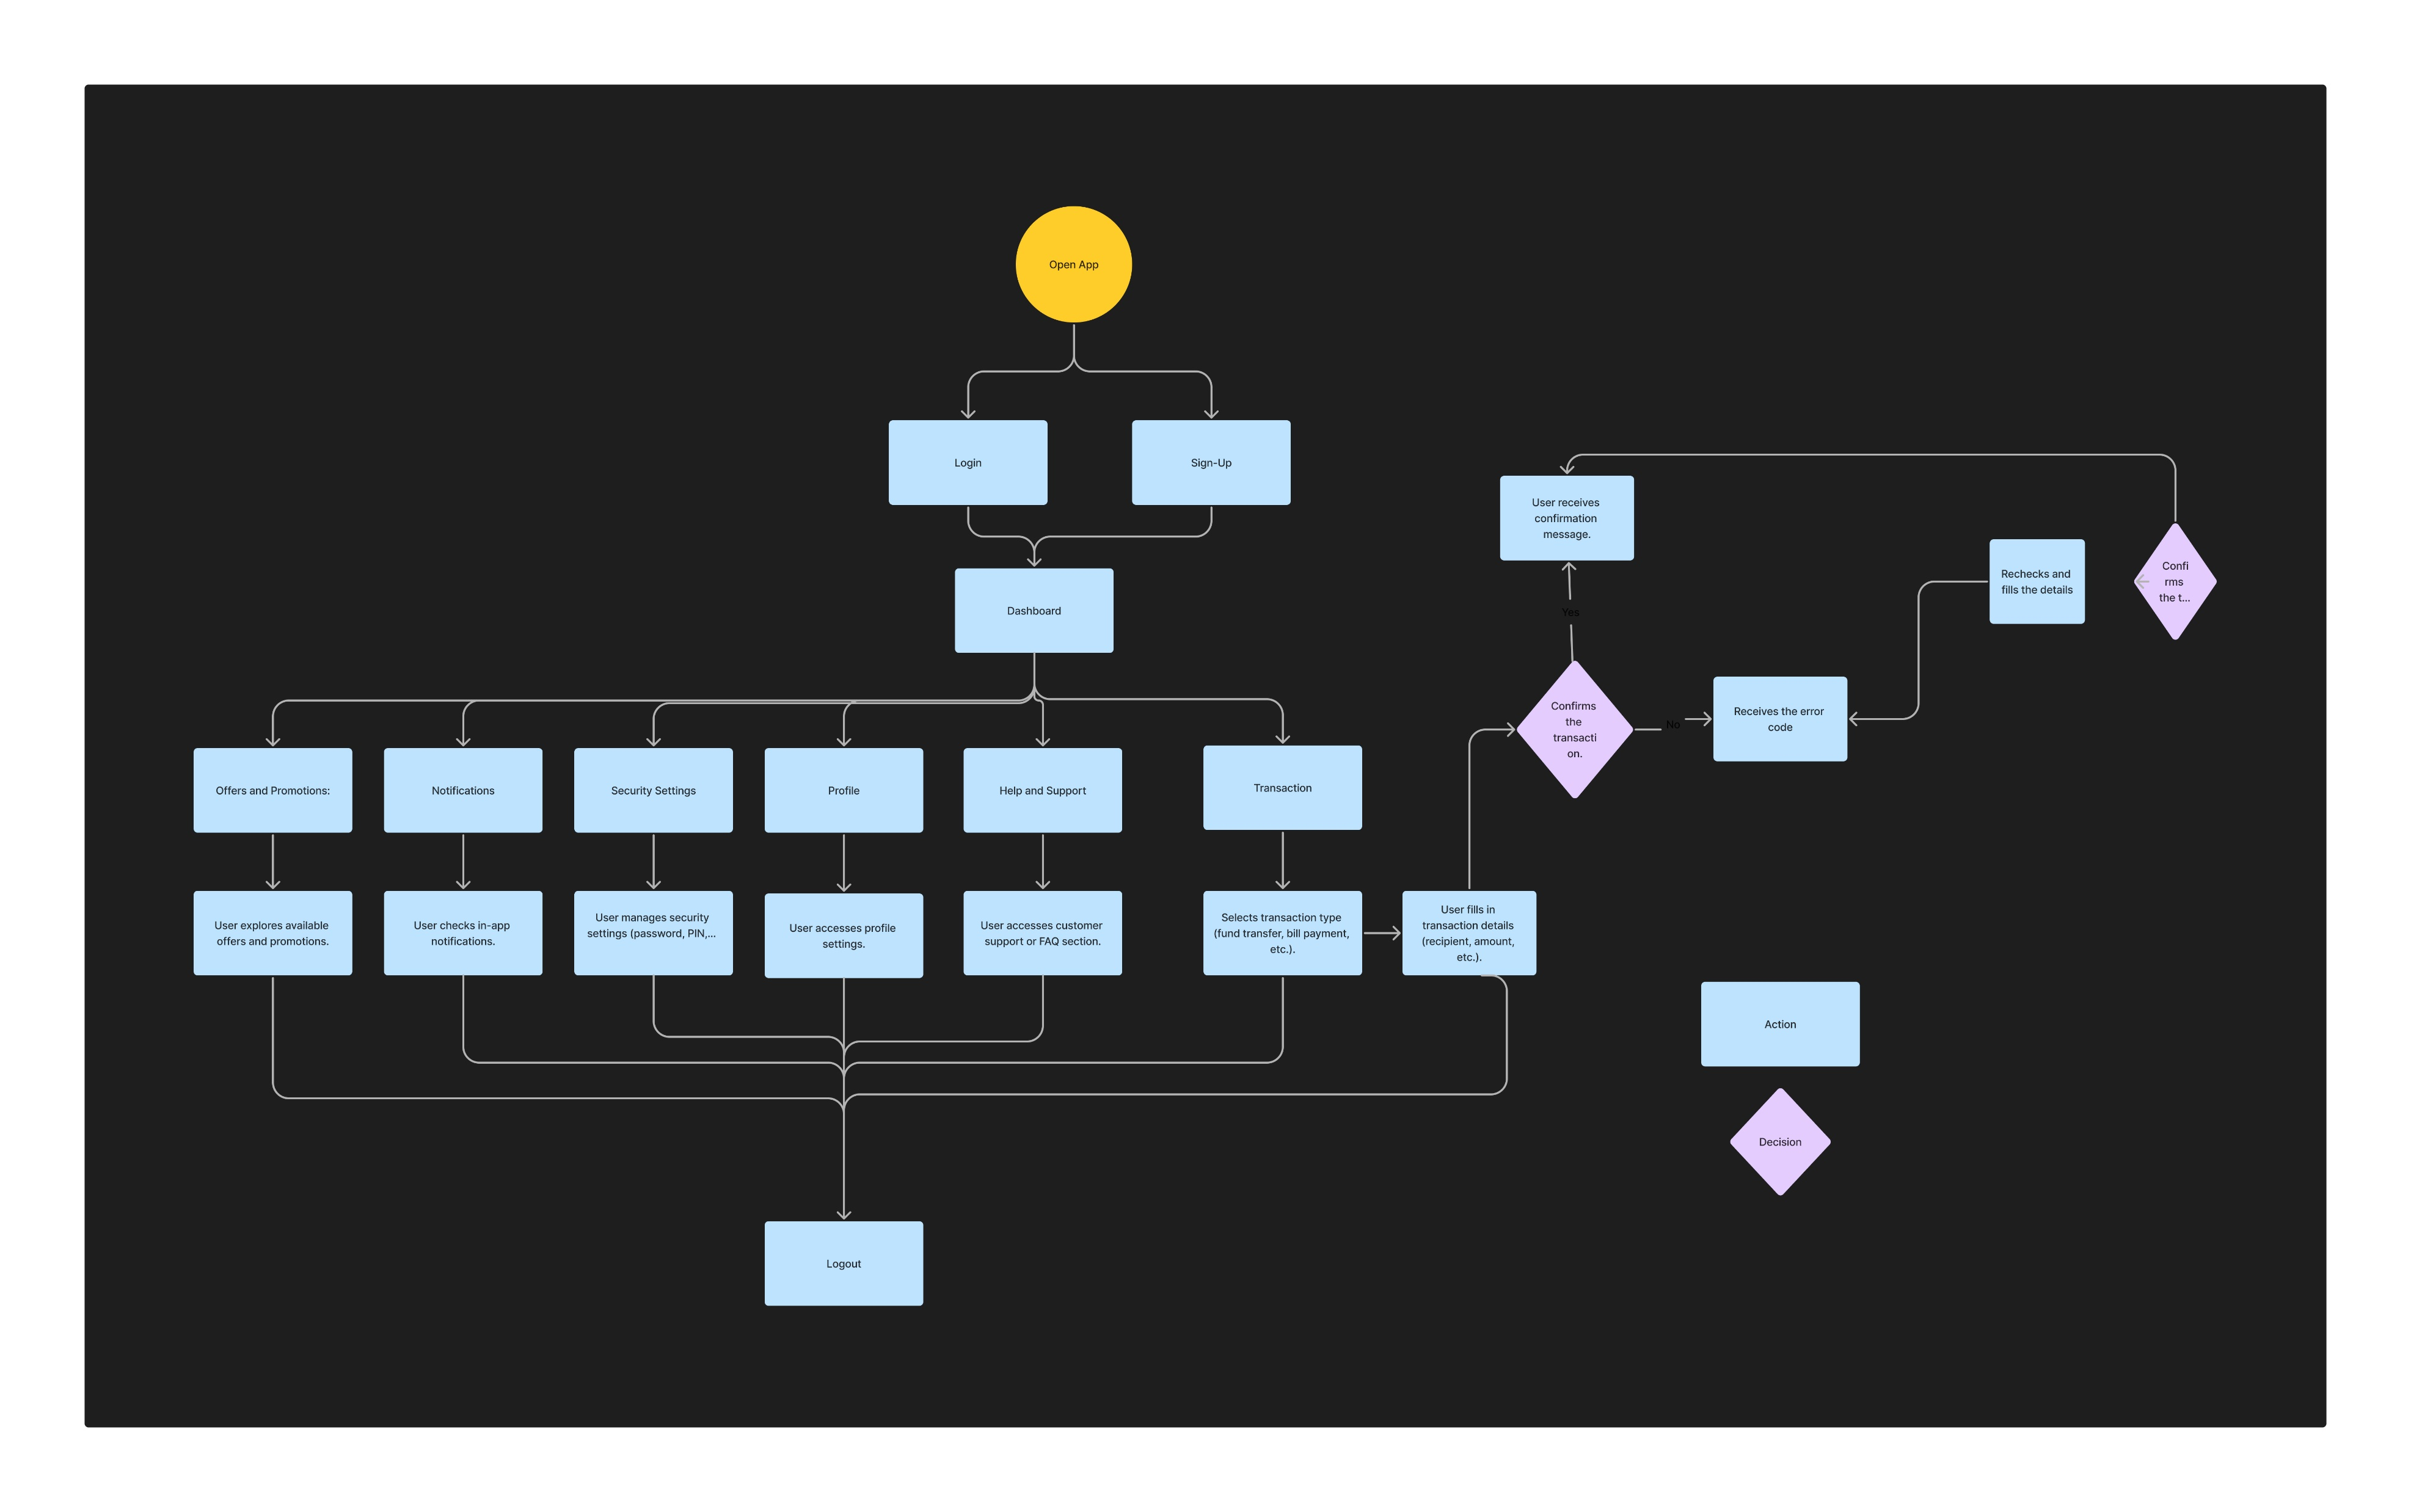 Open App
Login
Sign-Up
User receives
confirmation
message.
Rechecks and
fills the details
Confi
rms
the t...
Dashboard
Yes
Confirms
the
transacti
on.
No
Receives the error
code
Offers and Promotions:
Notifications
Security Settings
Profile
Help and Support
Transaction
User explores available
offers and promotions.
User checks in-app
notifications.
User manages security
settings (password, PIN,...
User accesses profile
settings.
User accesses customer
support or FAQ section.
Selects transaction type
(fund transfer, bill payment,
etc.).
User fills in
transaction details
(recipient, amount,
etc.).
Action
Decision
Logout